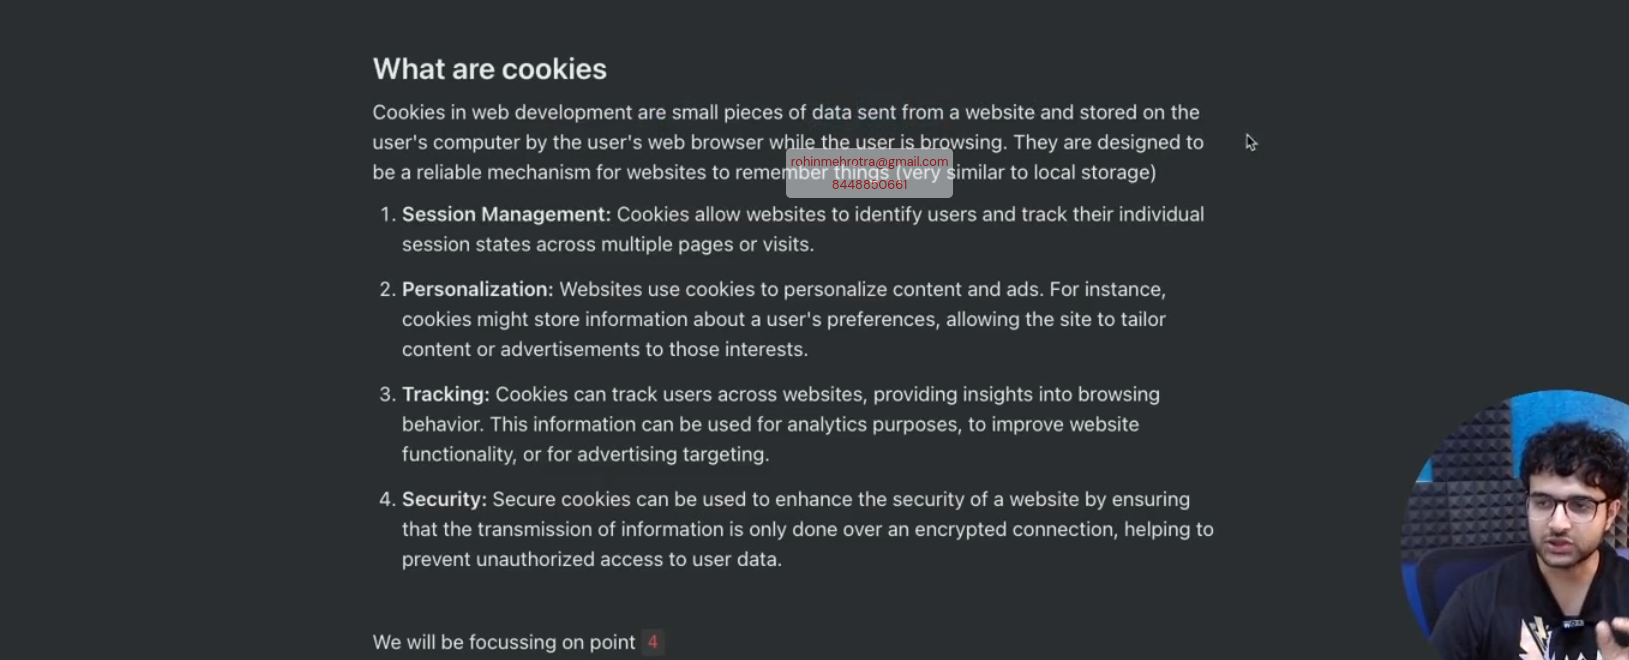 What are cookies
Cookies in web development are small pieces of data sent from a website and stored on the
user's computer by the user's web browser while the user is browsing. They are designed to
be a reliable mechanism for websites to remember things (very similar to local storage)
rohinmehrotra@gmail.com
8448850661
1. Session Management: Cookies allow websites to identify users and track their individual
session states across multiple pages or visits.
2. Personalization: Websites use cookies to personalize content and ads. For instance,
cookies might store information about a user's preferences, allowing the site to tailor
content or advertisements to those interests.
3. Tracking: Cookies can track users across websites, providing insights into browsing
behavior. This information can be used for analytics purposes, to improve website
functionality, or for advertising targeting.
4. Security: Secure cookies can be used to enhance the security of a website by ensuring
that the transmission of information is only done over an encrypted connection, helping to
prevent unauthorized access to user data.
We will be focussing on point 4